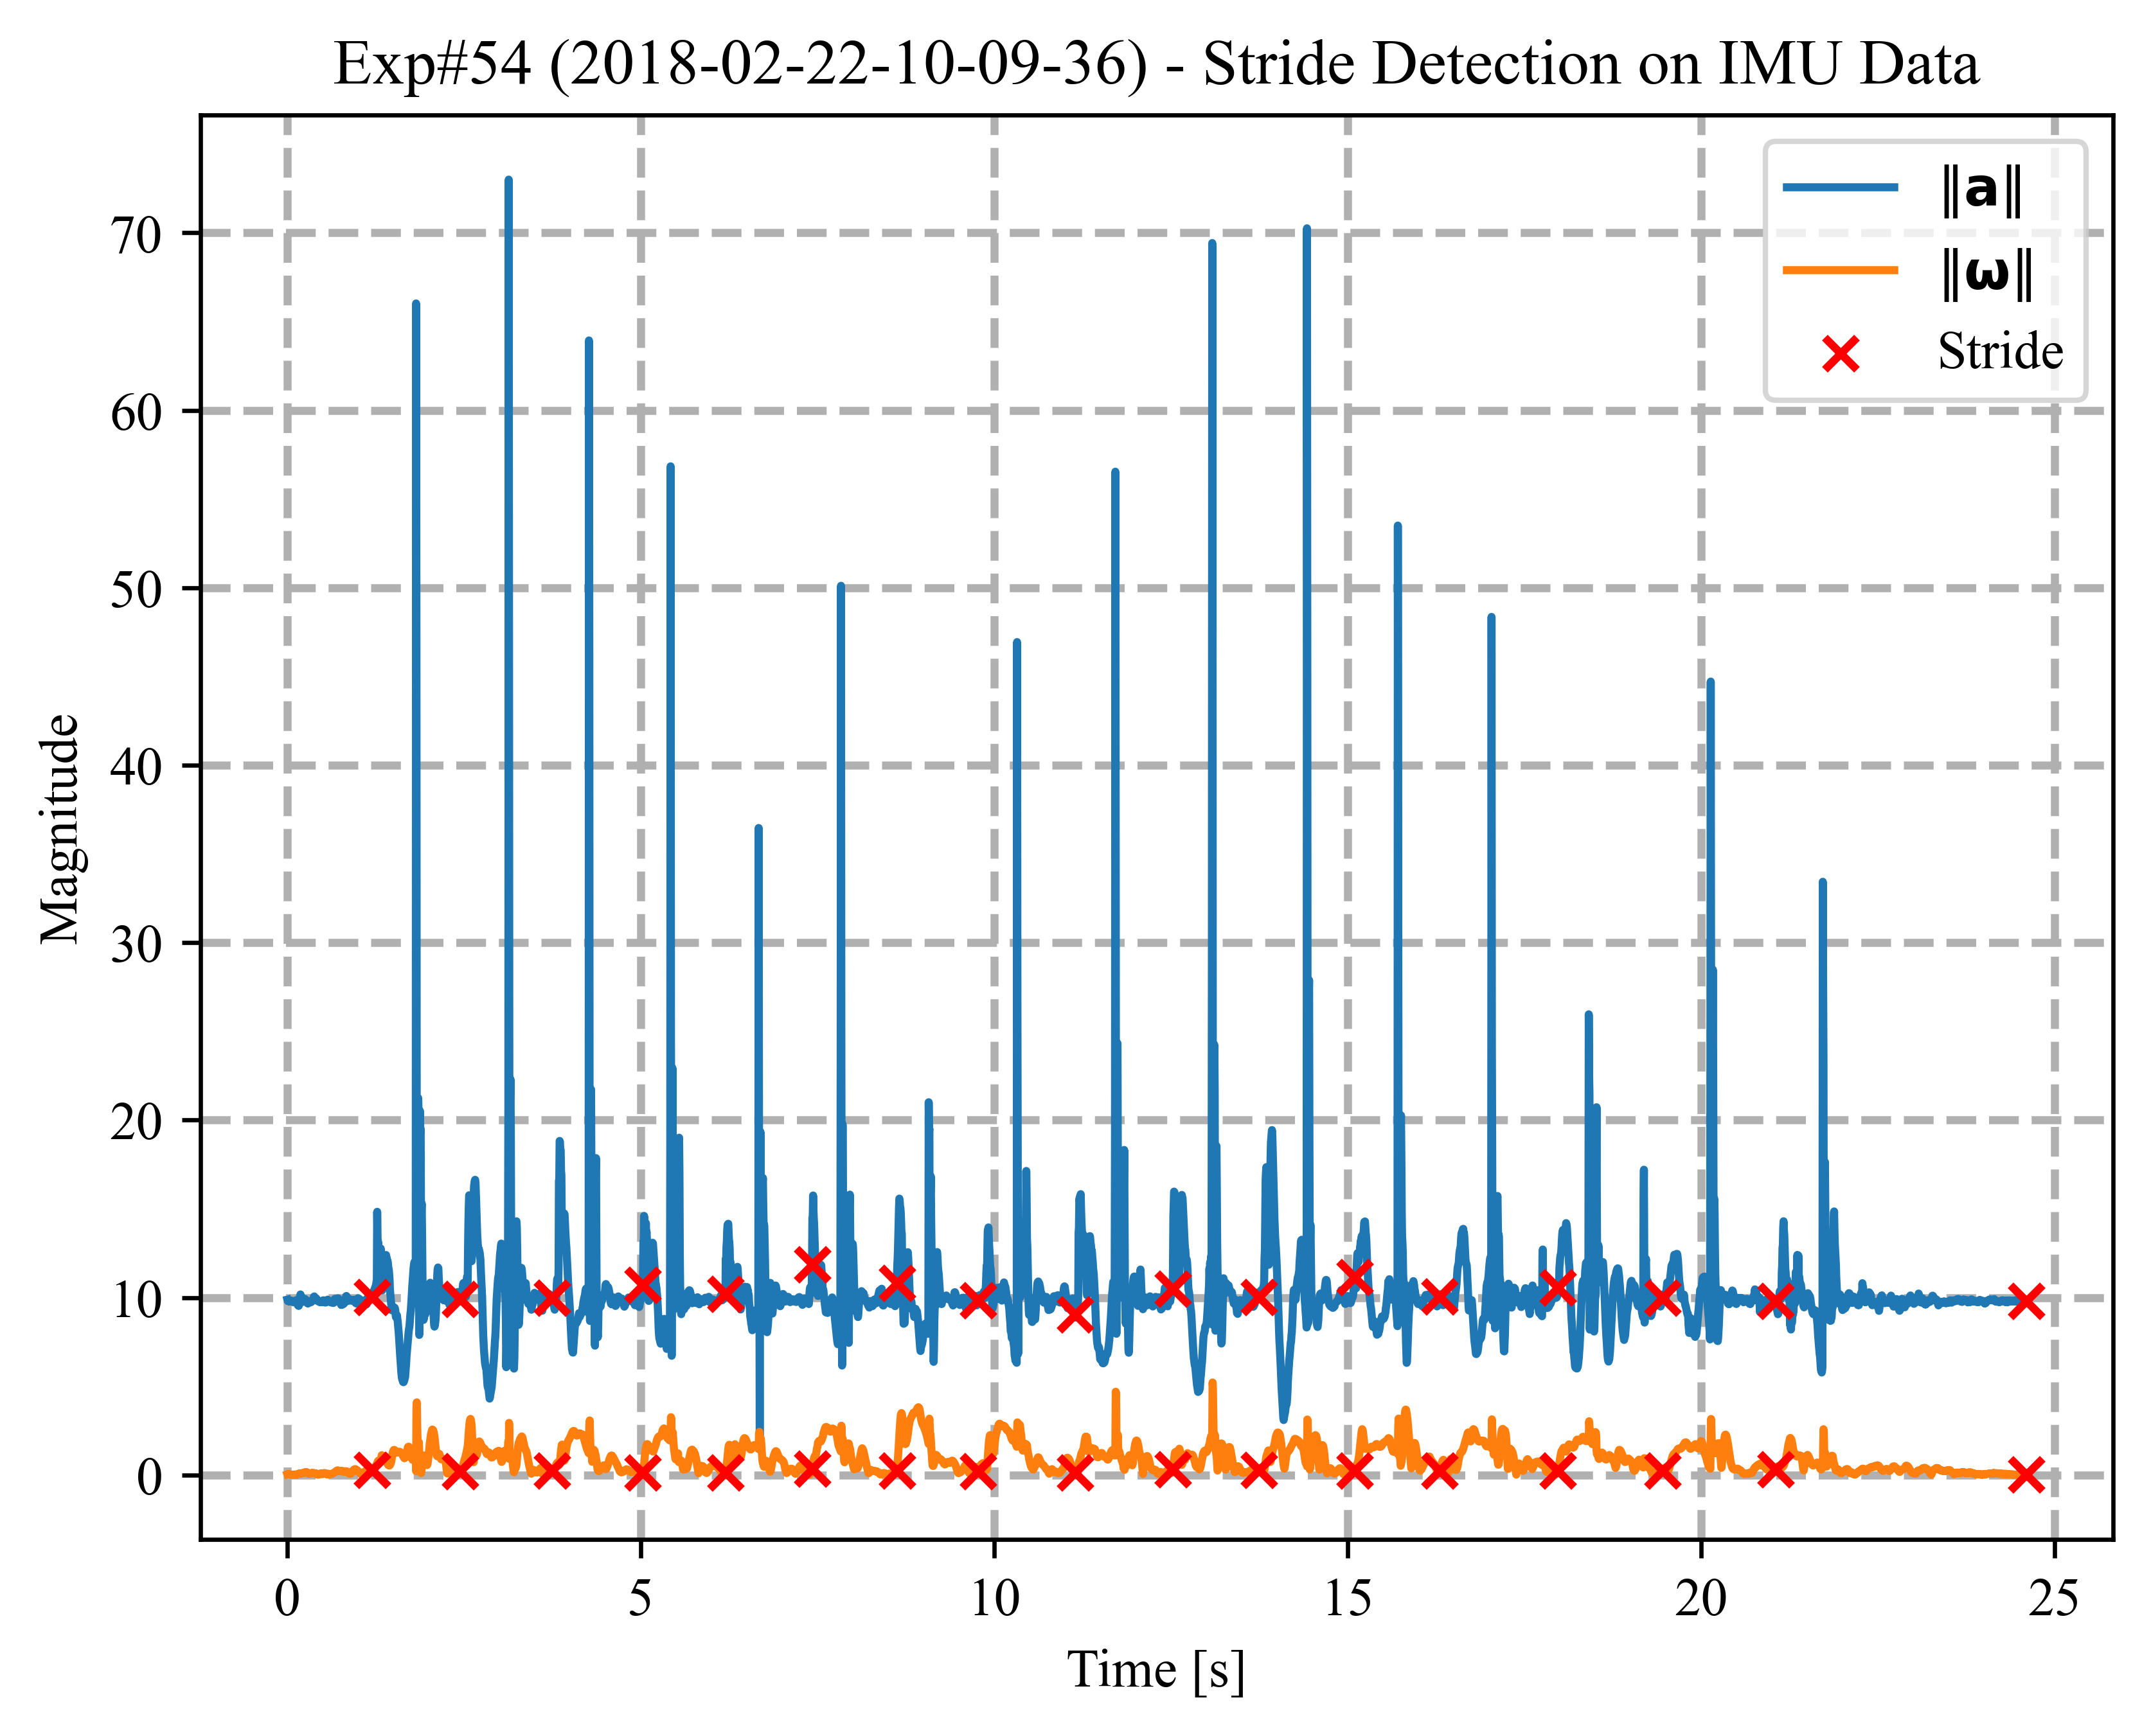 Exp#54 (2018-02-22-10-09-36) - Stride Detection on IMU Data
‖a‖
‖ω‖
Stride
70
60
50
40
30
20
10
0
Magnitude
0 5 10 15 20 25
Time [s]